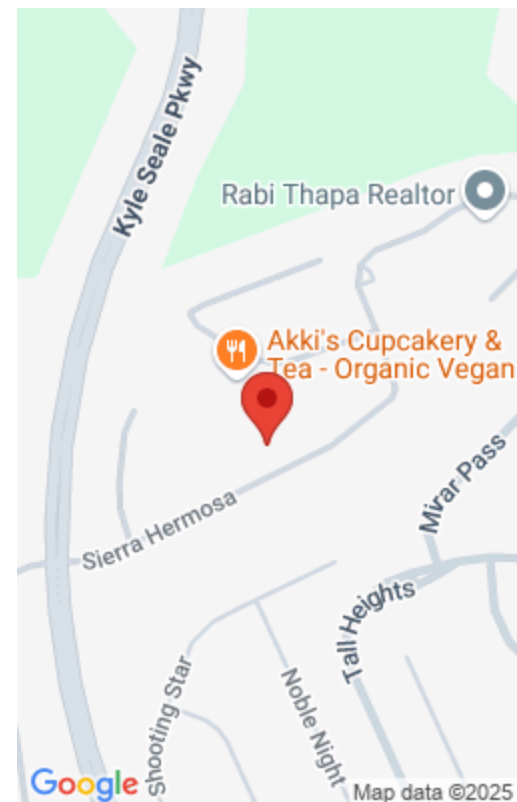 Kyle Seale Pkwy
Rabi Thapa Realtor
Akki's Cupcakery &
Tea - Organic Vegan
Mirar Pass
Sierra Hermosa
Tall Heights
Shooting Star
Noble Night
Google
Map data ©2025